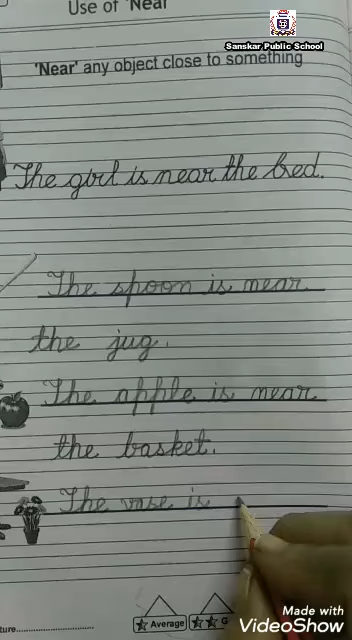 Use of 'Near'
Sanskar Public School
'Near' any object close to something
The girl is near the bed.
The spoon is near
the jug.
The apple is near
the basket.
The vase is
Average
G
Made with
VideoShow